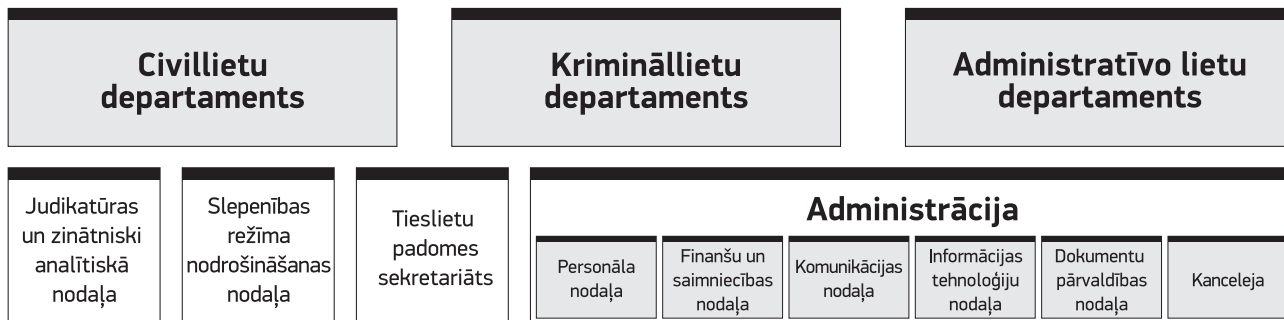 Civillietu
departaments
Krimināllietu
departaments
Administratīvo lietu
departaments
Judikatūras
un zinātniski
analītiskā
nodaļa
Slepenības
režīma
nodrošināšanas
nodaļa
Tieslietu
padomes
sekretariāts
Administrācija
Personāla
nodaļa
Finanšu un
saimniecības
nodaļa
Komunikācijas
nodaļa
Informācijas
tehnoloģiju
nodaļa
Dokumentu
pārvaldības
nodaļa
Kanceleja